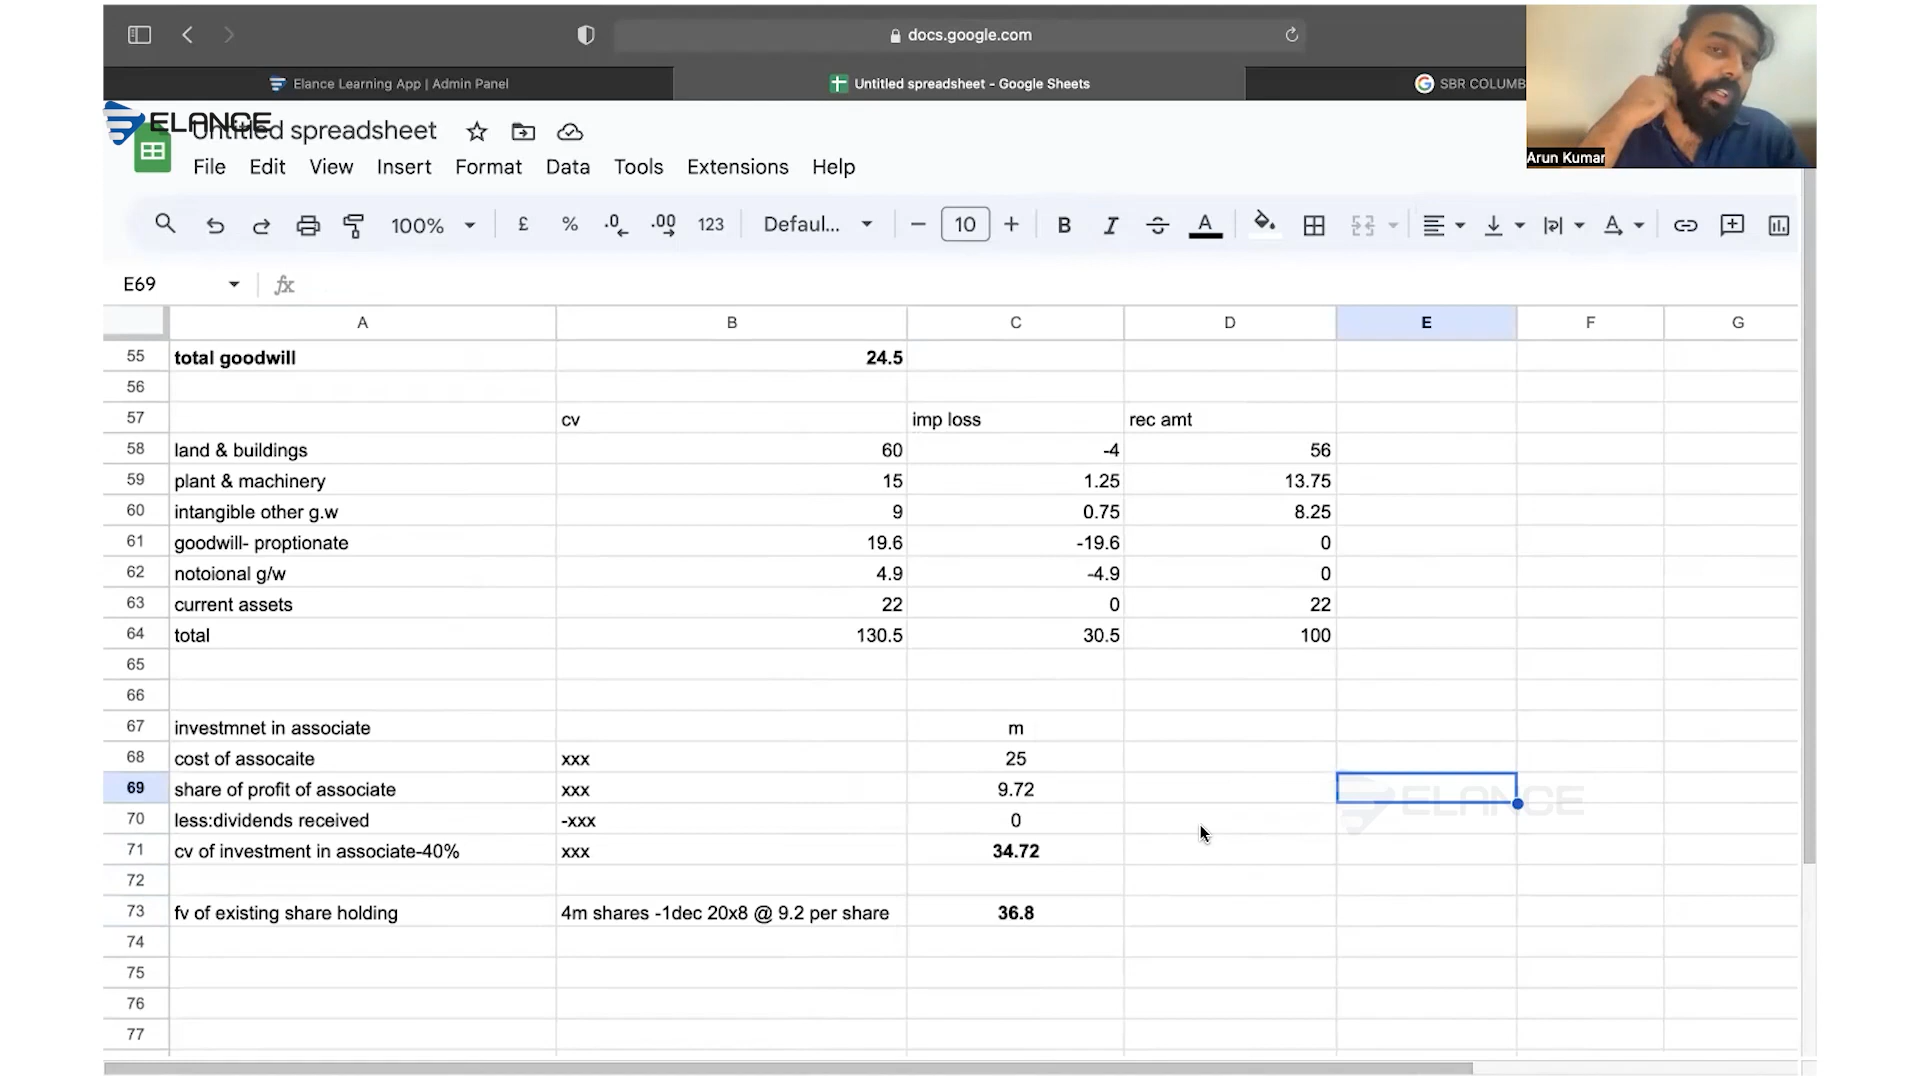 docs.google.com
Elance Learning App | Admin Panel
Untitled spreadsheet - Google Sheets
SBR COLUMB
ELANCE
Untitled spreadsheet
Arun Kumar
File Edit View Insert Format Data Tools Extensions Help
100% £ % .0 .00 123 Defaul... 10 B I S A
E69 fx
A B C D E F G
55 total goodwill 24.5
56
57 cv imp loss rec amt
58 land & buildings 60 -4 56
59 plant & machinery 15 1.25 13.75
60 intangible other g.w 9 0.75 8.25
61 goodwill- proptionate 19.6 -19.6 0
62 notoional g/w 4.9 -4.9 0
63 current assets 22 0 22
64 total 130.5 30.5 100
65
66
67 investmnet in associate m
68 cost of assocaite xxx 25
69 share of profit of associate xxx 9.72
ELANCE
70 less:dividends received -xxx 0
71 cv of investment in associate-40% xxx 34.72
72
73 fv of existing share holding 4m shares -1dec 20x8 @ 9.2 per share 36.8
74
75
76
77